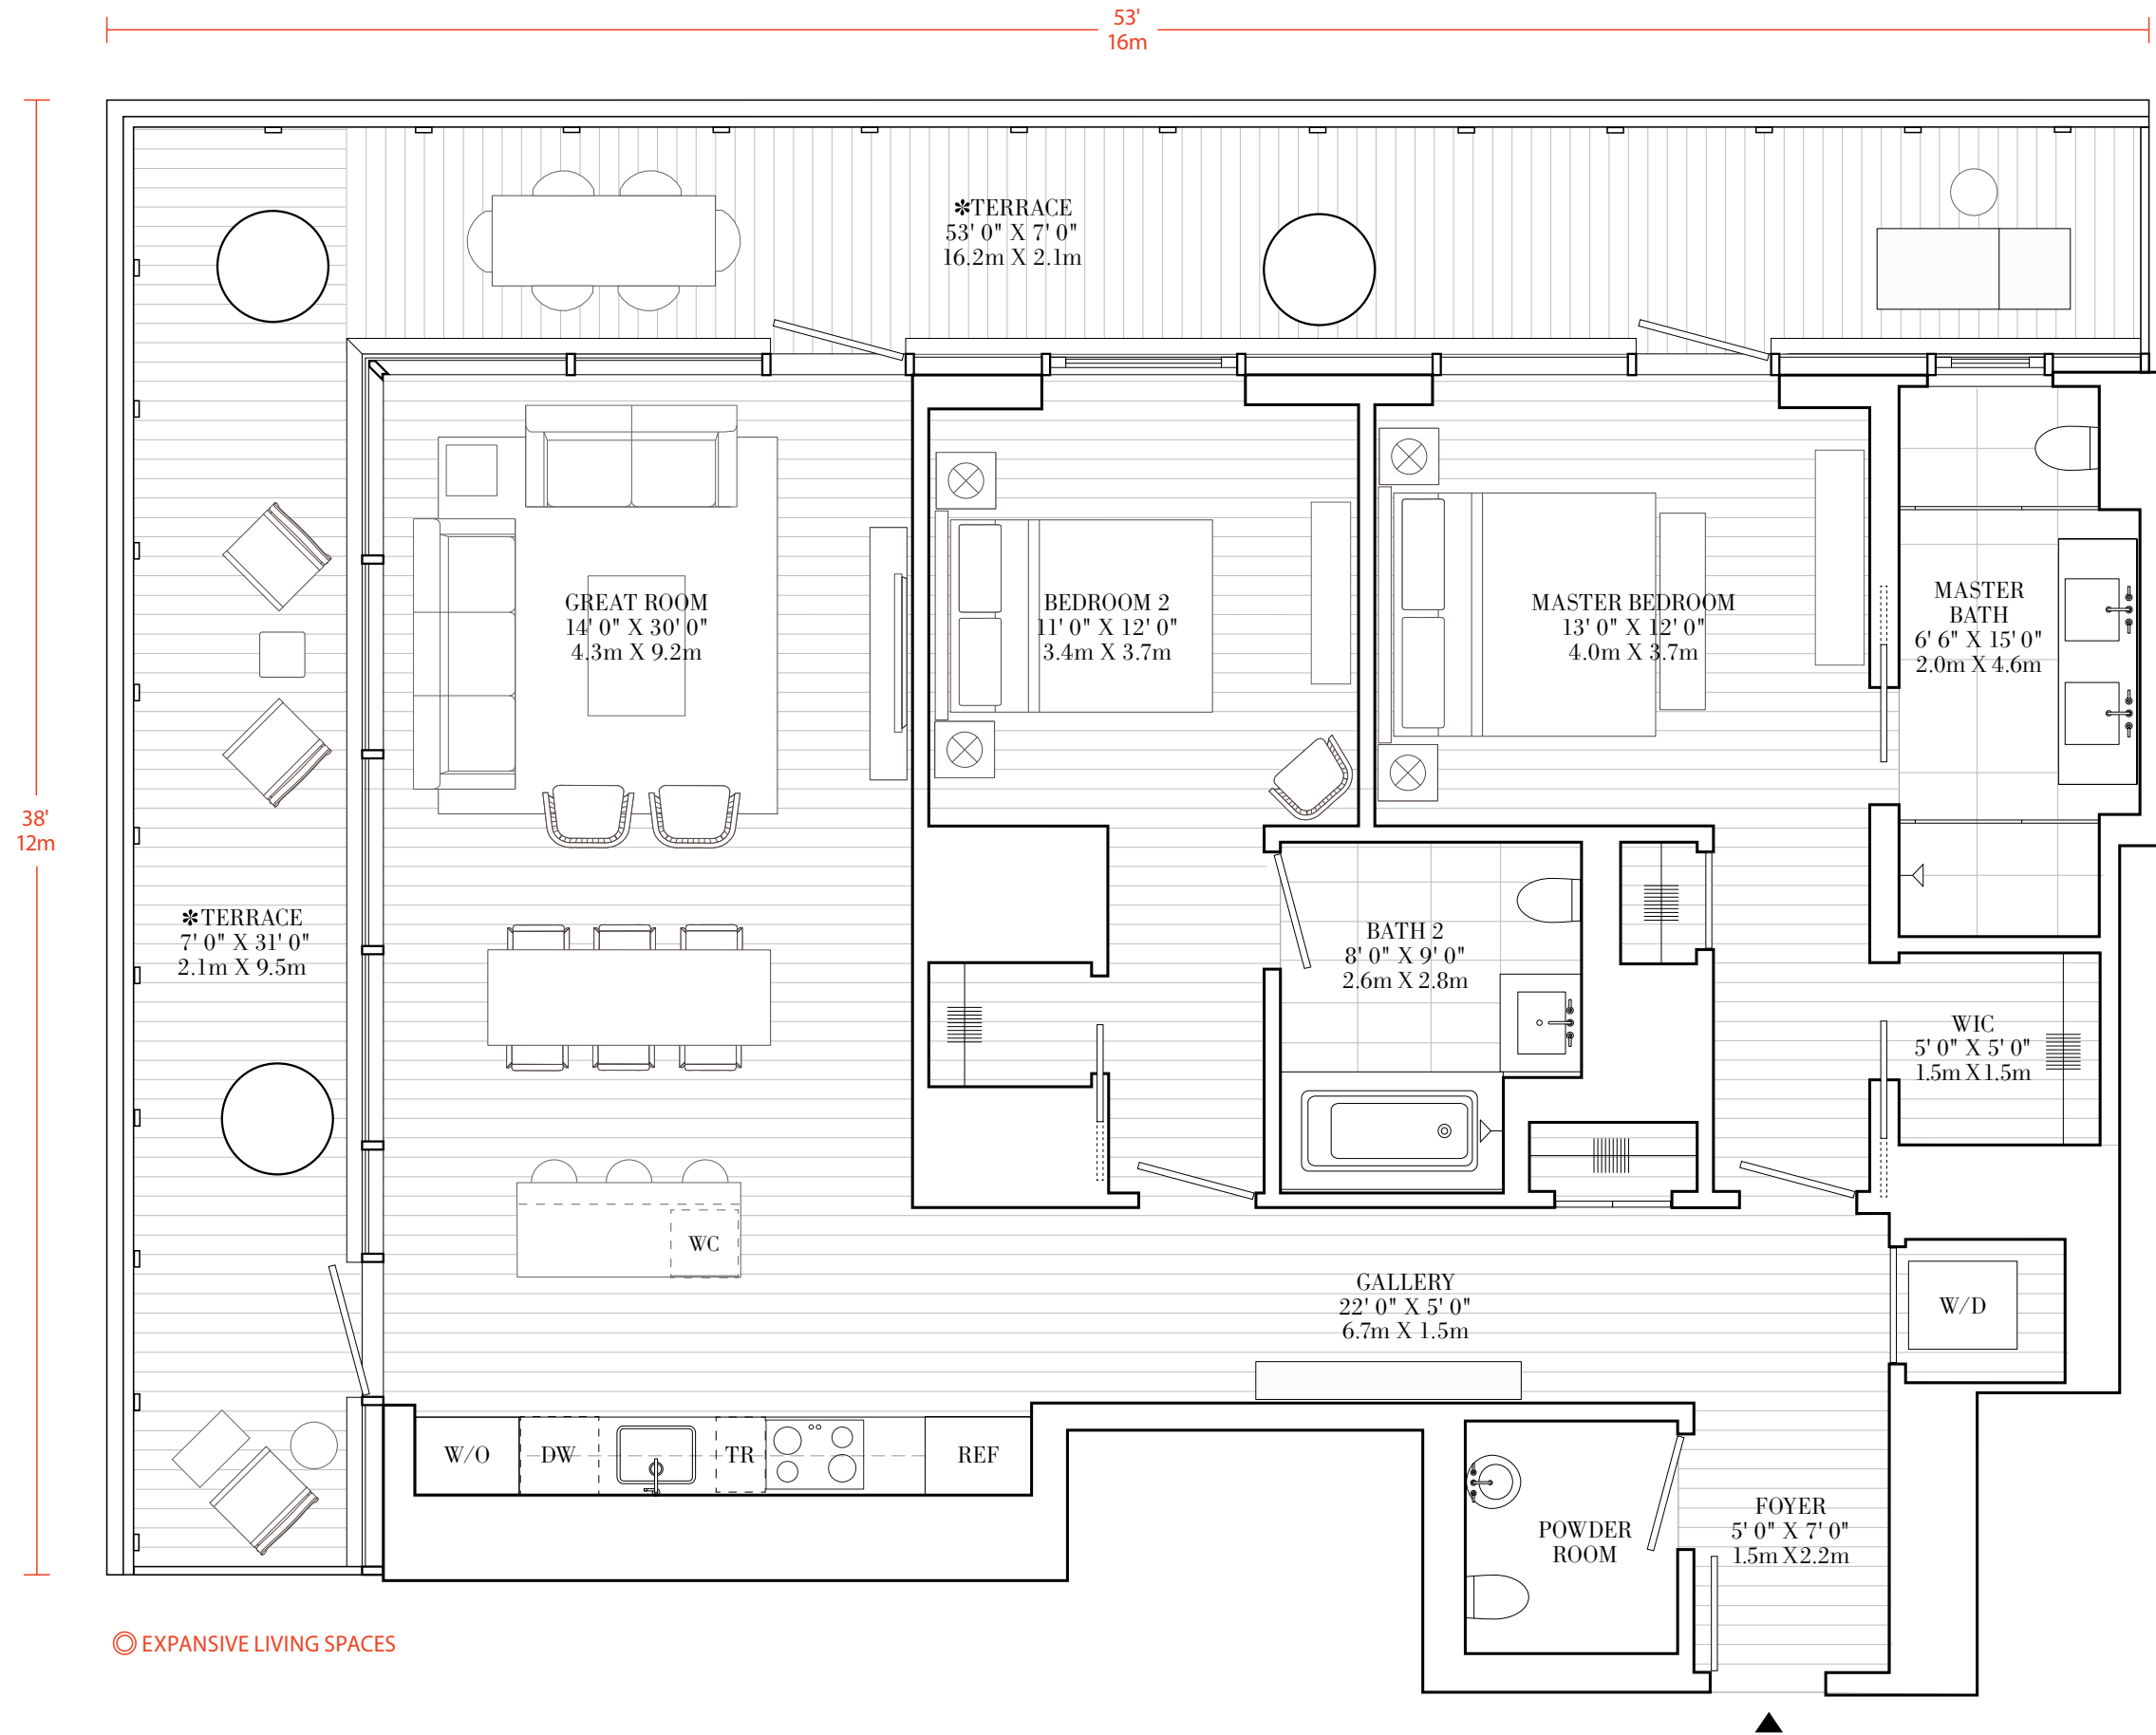 53'
16m
✽TERRACE
53' 0" X 7' 0"
16.2m X 2.1m
GREAT ROOM
14' 0" X 30' 0"
4.3m X 9.2m
BEDROOM 2
11' 0" X 12' 0"
3.4m X 3.7m
MASTER BEDROOM
13' 0" X 12' 0"
4.0m X 3.7m
MASTER
BATH
6' 6" X 15' 0"
2.0m X 4.6m
38'
12m
✽TERRACE
7' 0" X 31' 0"
2.1m X 9.5m
BATH 2
8' 0" X 9' 0"
2.6m X 2.8m
WIC
5' 0" X 5' 0"
1.5m X 1.5m
WC
GALLERY
22' 0" X 5' 0"
6.7m X 1.5m
W/D
W/O
DW
TR
REF
POWDER
ROOM
FOYER
5' 0" X 7' 0"
1.5m X2.2m
EXPANSIVE LIVING SPACES